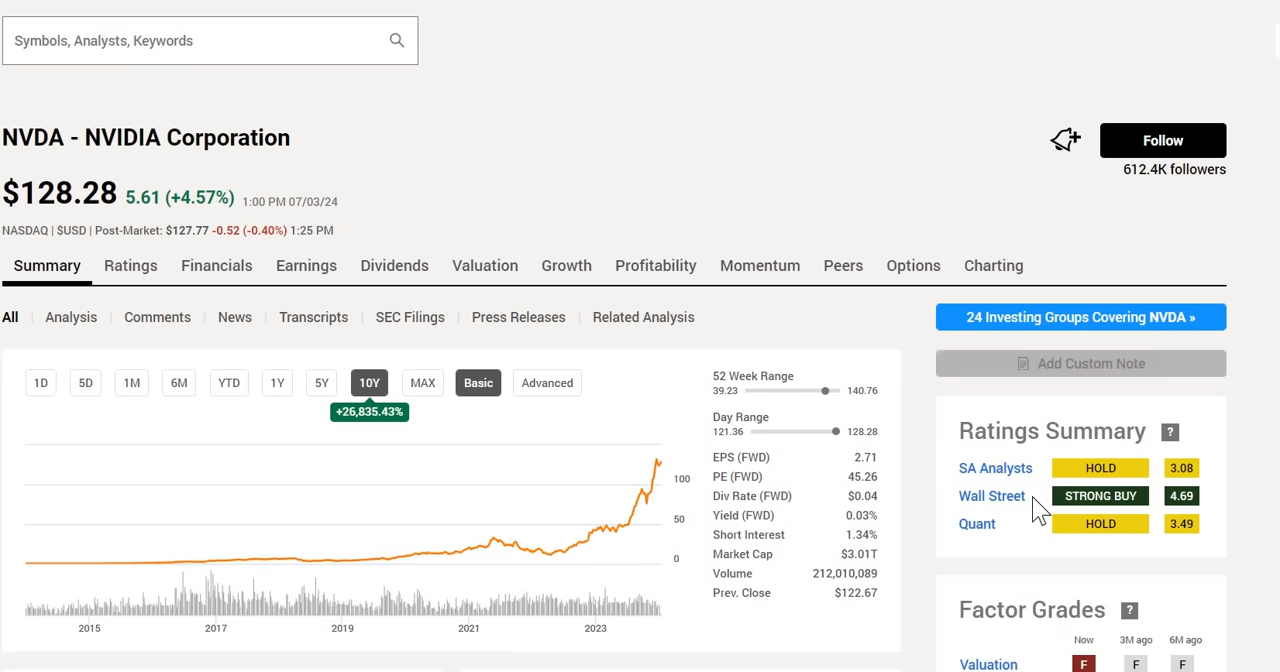 Symbols, Analysts, Keywords
NVDA - NVIDIA Corporation
Follow
612.4K followers
$128.28 5.61 (+4.57%) 1:00 PM 07/03/24
NASDAQ | $USD | Post-Market: $127.77 -0.52 (-0.40%) 1:25 PM
Summary Ratings Financials Earnings Dividends Valuation Growth Profitability Momentum Peers Options Charting
All | Analysis | Comments | News | Transcripts | SEC Filings | Press Releases | Related Analysis
24 Investing Groups Covering NVDA »
Add Custom Note
1D 5D 1M 6M YTD 1Y 5Y 10Y MAX Basic Advanced
+26,835.43%
100
50
0
2015 2017 2019 2021 2023
52 Week Range
39.23 140.76
Day Range
121.36 128.28
EPS (FWD) 2.71
PE (FWD) 45.26
Div Rate (FWD) $0.04
Yield (FWD) 0.03%
Short Interest 1.34%
Market Cap $3.01T
Volume 212,010,089
Prev. Close $122.67
Ratings Summary ?
SA Analysts HOLD 3.08
Wall Street STRONG BUY 4.69
Quant HOLD 3.49
Factor Grades ?
Now 3M ago 6M ago
Valuation F F F